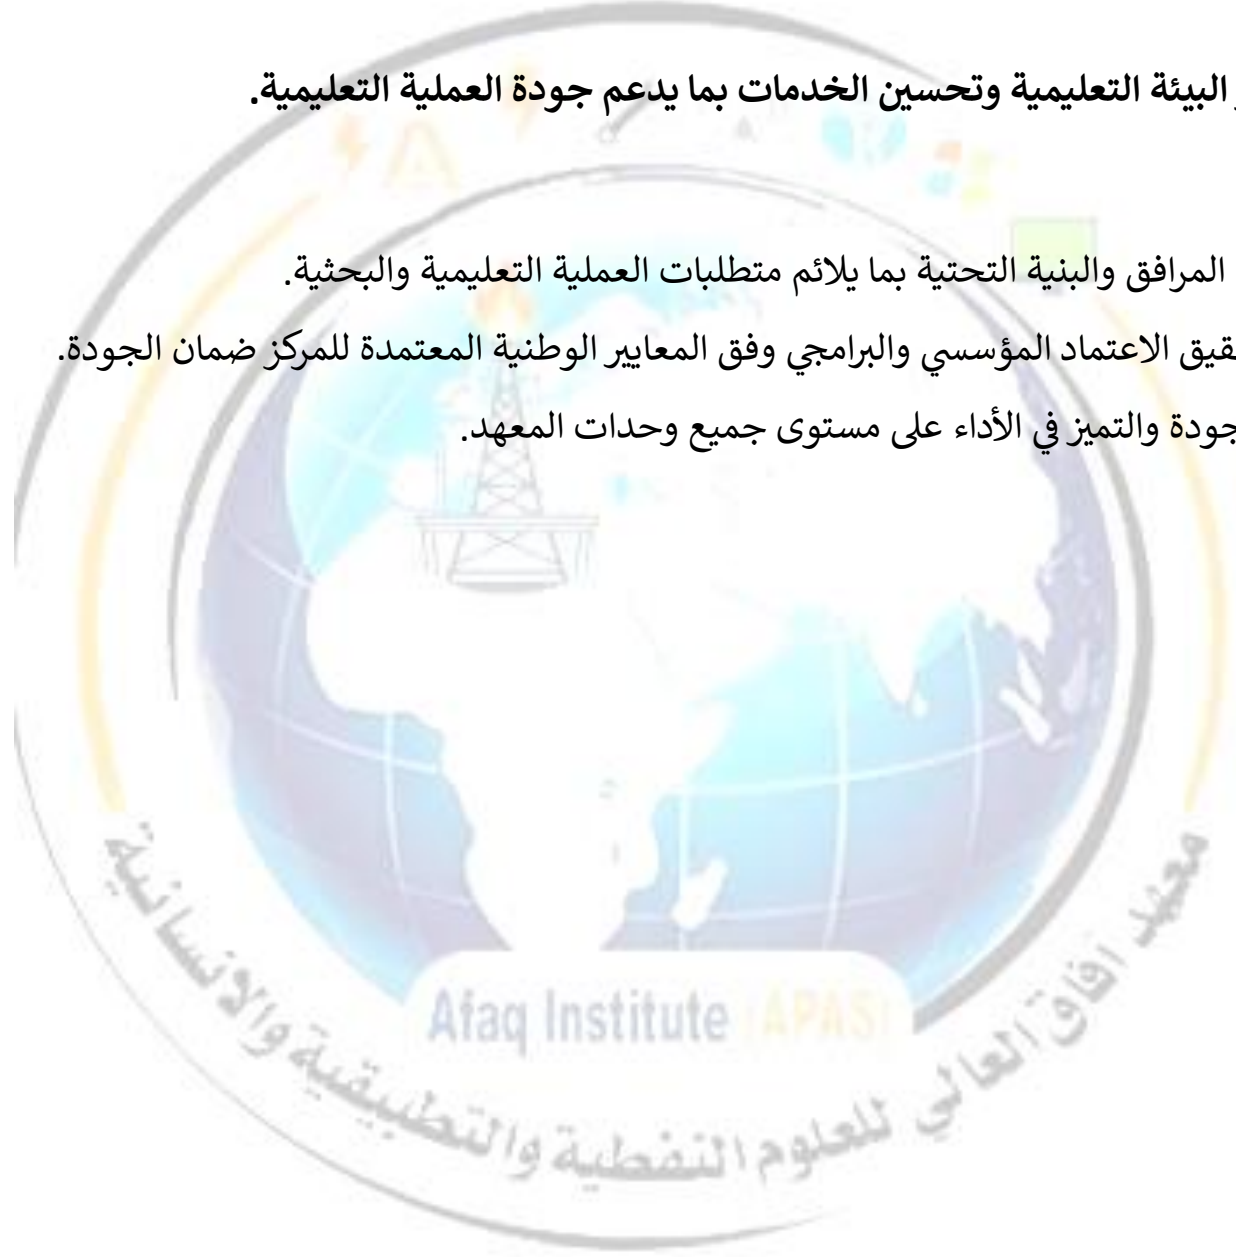 البيئة التعليمية وتحسين الخدمات بما يدعم جودة العملية التعليمية.
المرافق والبنية التحتية بما يلائم متطلبات العملية التعليمية والبحثية.
قيق الاعتماد المؤسسي والبرامجي وفق المعايير الوطنية المعتمدة للمركز ضمان الجودة.
جودة والتميز في الأداء على مستوى جميع وحدات المعهد.
Afaq Institute (APAS)
معهد افاق العالي للعلوم النفطية والتطبيقية والانسانية